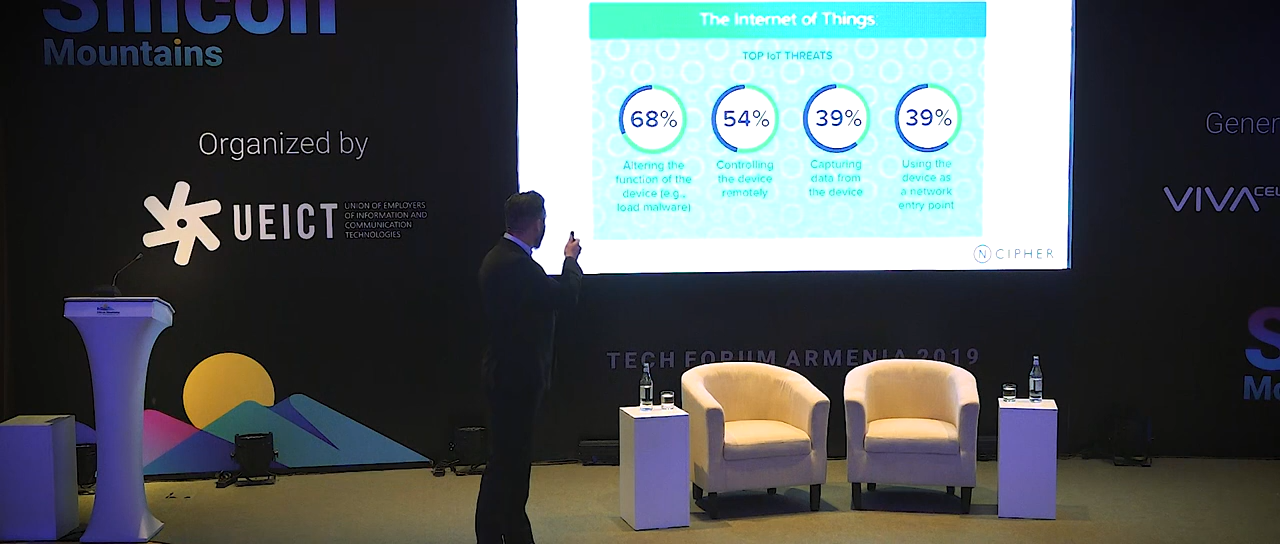 Silicon
Mountains
Organized by
UEICT
UNION OF EMPLOYERS
OF INFORMATION AND
COMMUNICATION
TECHNOLOGIES
The Internet of Things
TOP IoT THREATS
68%
Altering the
function of the
device (e.g.,
load malware)
54%
Controlling
the device
remotely
39%
Capturing
data from
the device
39%
Using the
device as
a network
entry point
N CIPHER
TECH FORUM ARMENIA 2019
Gener
VIVA CEL
S
Mo